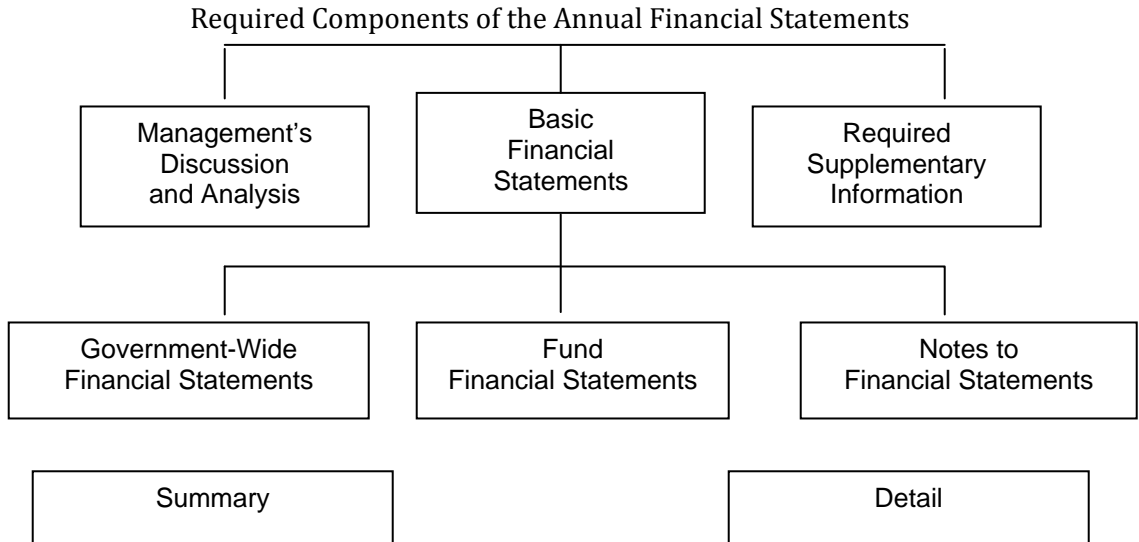 Required Components of the Annual Financial Statements
Management’s
Discussion
and Analysis
Basic
Financial
Statements
Required
Supplementary
Information
Government-Wide
Financial Statements
Fund
Financial Statements
Notes to
Financial Statements
Summary
Detail